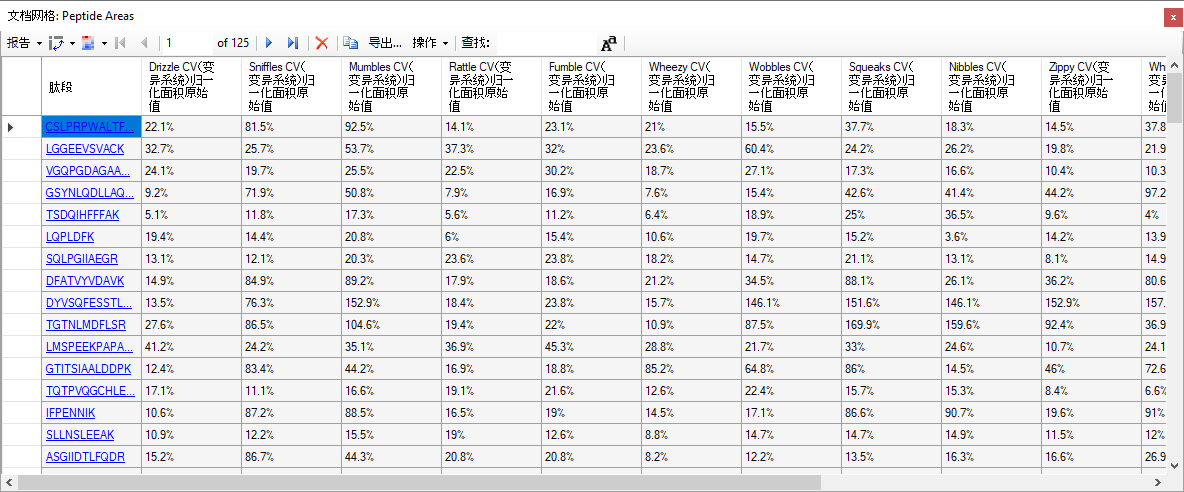 文档网格: Peptide Areas
报告 1 of 125 导出... 操作 查找:
肽段 Drizzle CV(变异系统)归一化面积原始值 Sniffles CV(变异系统)归一化面积原始值 Mumbles CV(变异系统)归一化面积原始值 Rattle CV(变异系统)归一化面积原始值 Fumble CV(变异系统)归一化面积原始值 Wheezy CV(变异系统)归一化面积原始值 Wobbles CV(变异系统)归一化面积原始值 Squeaks CV(变异系统)归一化面积原始值 Nibbles CV(变异系统)归一化面积原始值 Zippy CV(变异系统)归一化面积原始值
CSLPRPWALTF... 22.1% 81.5% 92.5% 14.1% 23.1% 21% 15.5% 37.7% 18.3% 14.5% 37.8
LGGEEVSVACK 32.7% 25.7% 53.7% 37.3% 32% 23.6% 60.4% 24.2% 26.2% 19.8% 21.9
VGQPGDAGAA... 24.1% 19.7% 25.5% 22.5% 30.2% 18.7% 27.1% 17.3% 16.6% 10.4% 10.3
GSYNLQDLLAQ... 9.2% 71.9% 50.8% 7.9% 16.9% 7.6% 15.4% 42.6% 41.4% 44.2% 97.2
TSDQIHFFFAK 5.1% 11.8% 17.3% 5.6% 11.2% 6.4% 18.9% 25% 36.5% 9.6% 4%
LQPLDFK 19.4% 14.4% 20.8% 6% 15.4% 10.6% 19.7% 15.2% 3.6% 14.2% 13.9
SQLPGIIAEGR 13.1% 12.1% 20.3% 23.6% 23.8% 18.2% 14.7% 21.1% 13.1% 8.1% 14.9
DFATVYVDAVK 14.9% 84.9% 89.2% 17.9% 18.6% 21.2% 34.5% 88.1% 26.1% 36.2% 80.6
DYVSQFESSTL... 13.5% 76.3% 152.9% 18.4% 23.8% 15.7% 146.1% 151.6% 146.1% 152.9% 157.
TGTNLMDFLSR 27.6% 86.5% 104.6% 19.4% 22% 10.9% 87.5% 169.9% 159.6% 92.4% 36.9
LMSPEEKPAPA... 41.2% 24.2% 35.1% 36.9% 45.3% 28.8% 21.7% 33% 24.6% 10.7% 24.1
GTITSIAALDDPK 12.4% 83.4% 44.2% 16.9% 18.8% 85.2% 64.8% 86% 14.5% 46% 72.6
TQTPVQGCHLE... 17.1% 11.1% 16.6% 19.1% 21.6% 12.6% 22.4% 15.7% 15.3% 8.4% 6.6%
IFPENNIK 10.6% 87.2% 88.5% 16.5% 19% 14.5% 17.1% 86.6% 90.7% 19.6% 91%
SLLNSLEEAK 10.9% 12.2% 15.5% 19% 12.6% 8.8% 14.7% 14.7% 14.9% 11.5% 12%
ASGIIDTLFQDR 15.2% 86.7% 44.3% 20.8% 20.8% 8.2% 12.2% 13.5% 16.3% 16.6% 26.9